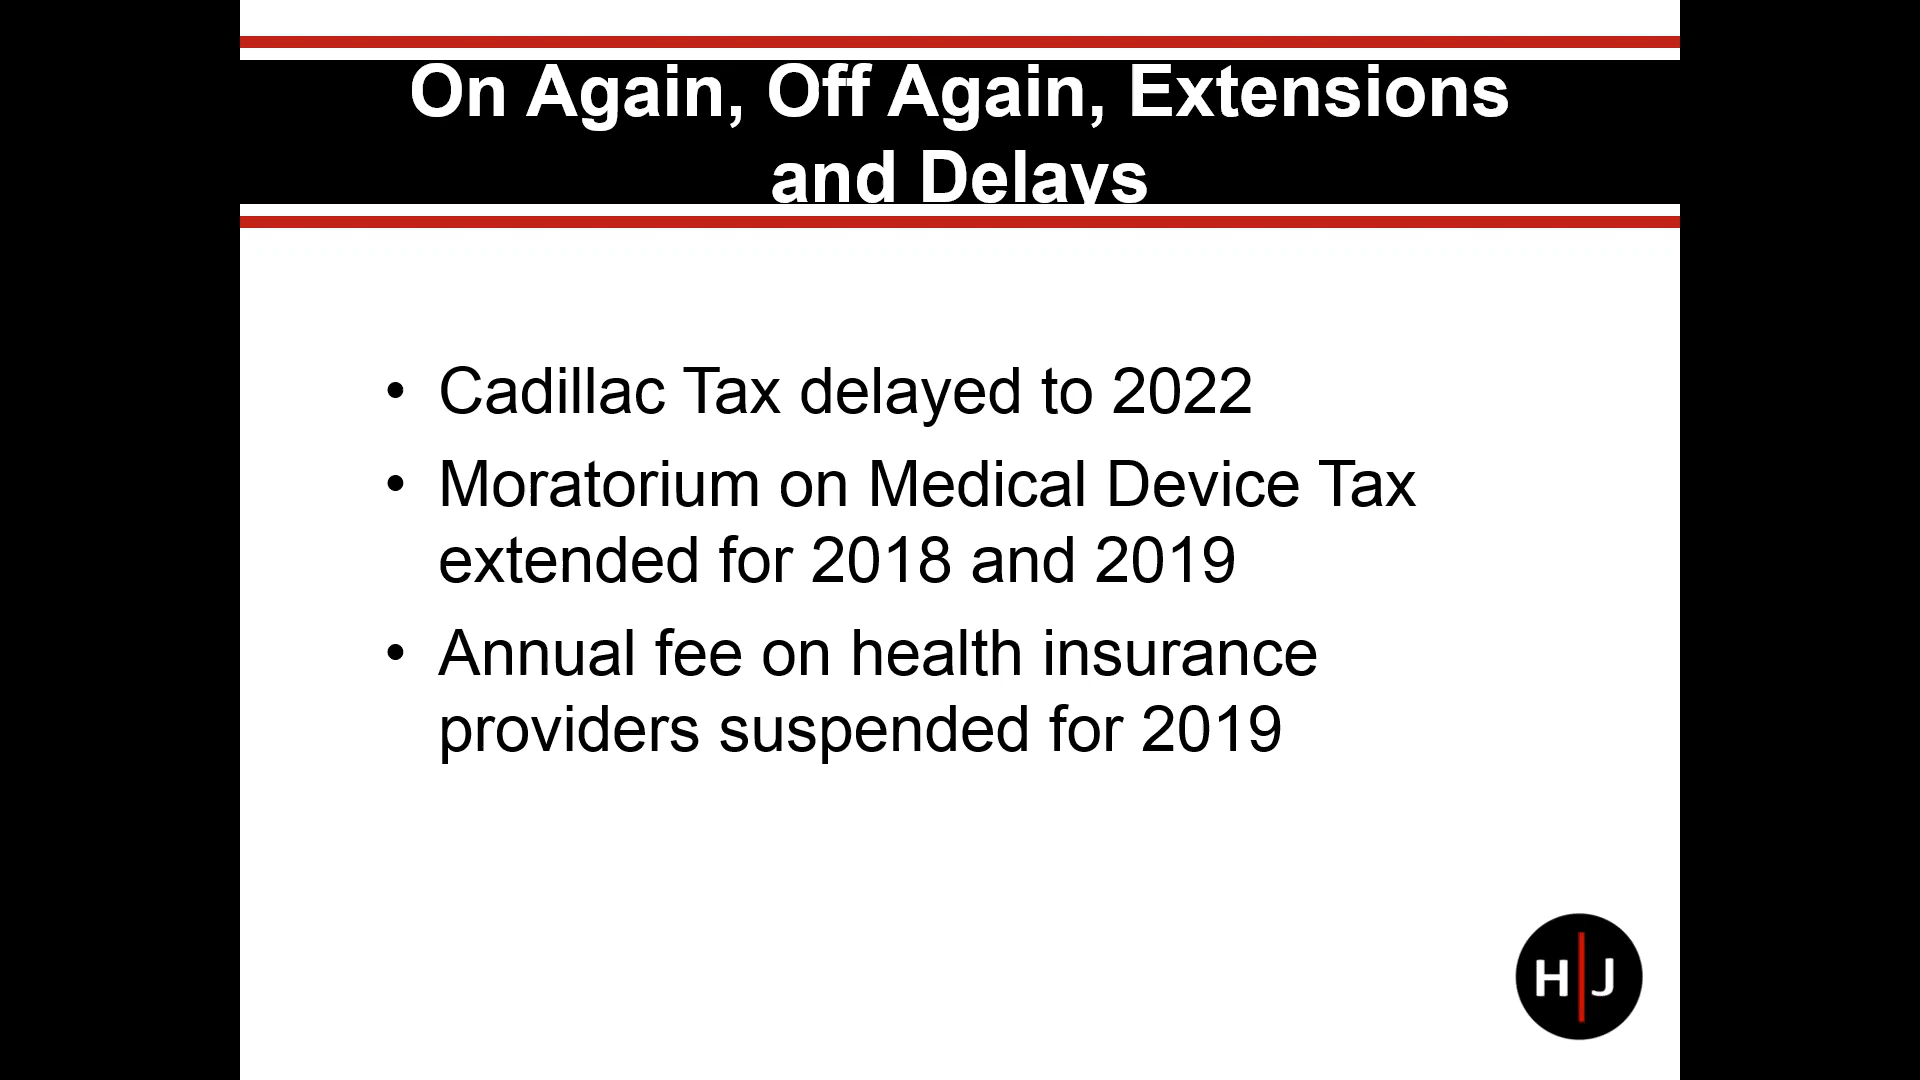 On Again, Off Again, Extensions
and Delays
• Cadillac Tax delayed to 2022
• Moratorium on Medical Device Tax
extended for 2018 and 2019
• Annual fee on health insurance
providers suspended for 2019
H|J